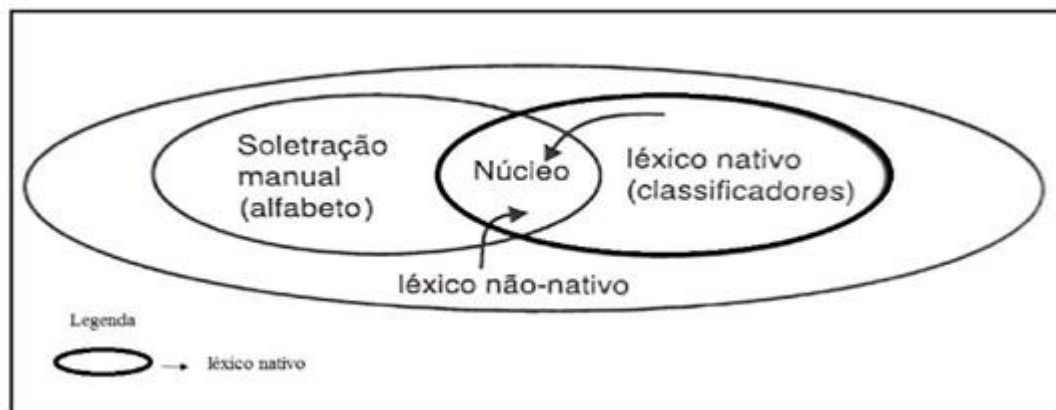 Soletração
manual
(alfabeto)
Núcleo
léxico nativo
(classificadores)
léxico não-nativo
Legenda
léxico nativo